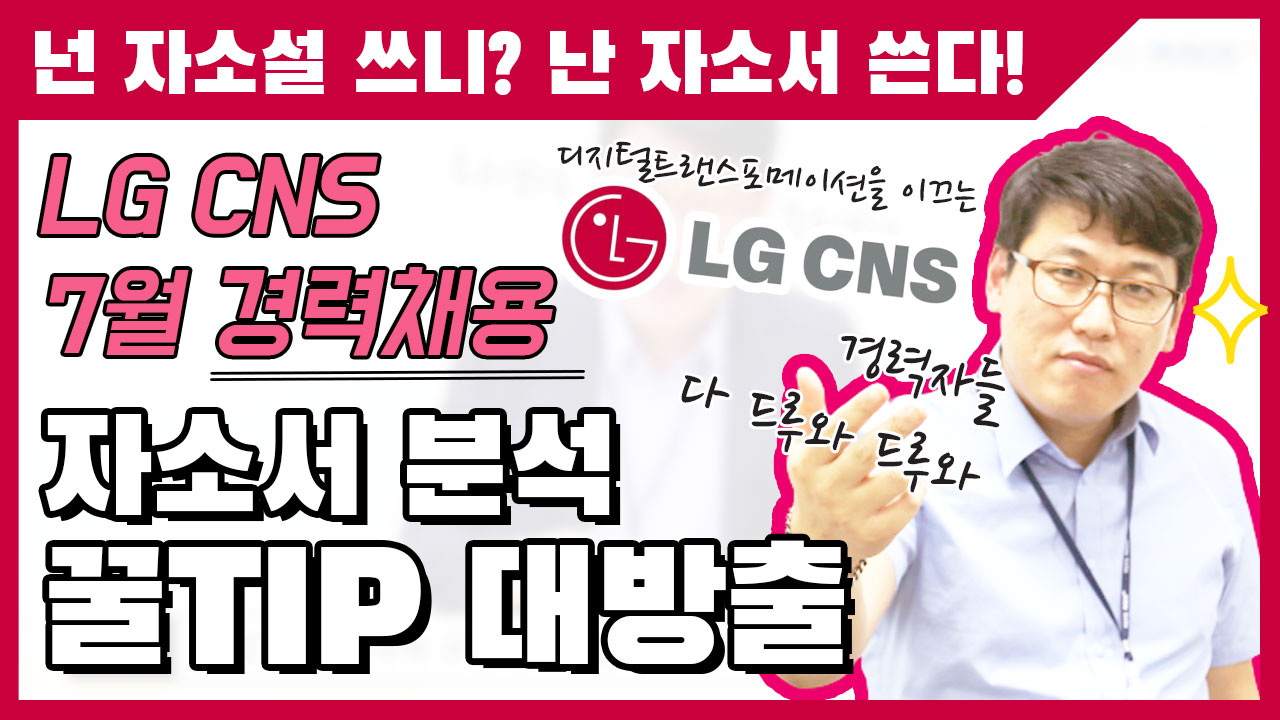 넌 자소설 쓰니? 난 자소서 쓴다!
LG CNS
7월 경력채용
디지털트랜스포메이션을 이끄는
LG CNS
경력자들
다 드루와 드루와
자소서 분석
꿀TIP 대방출